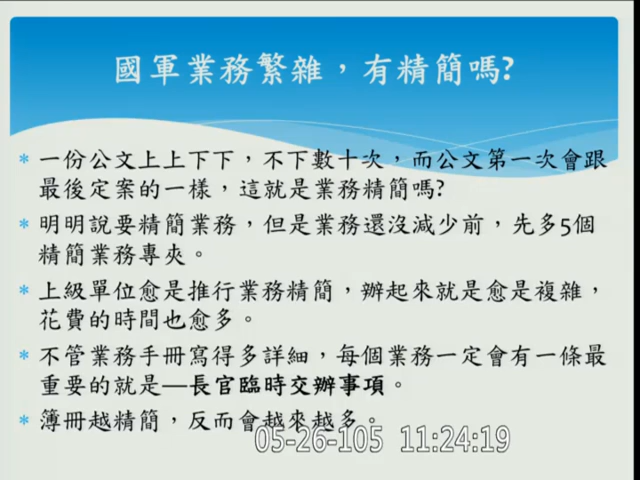 國軍業務繁雜，有精簡嗎?
* 一份公文上上下下，不下數十次，而公文第一次會跟
最後定案的一樣，這就是業務精簡嗎?
* 明明說要精簡業務，但是業務還沒減少前，先多5個
精簡業務專夾。
* 上級單位愈是推行業務精簡，辦起來就是愈是複雜，
花費的時間也愈多。
* 不管業務手冊寫得多詳細，每個業務一定會有一條最
重要的就是—長官臨時交辦事項。
* 簿冊越精簡，反而會越來越多。
05-26-105 11:24:19